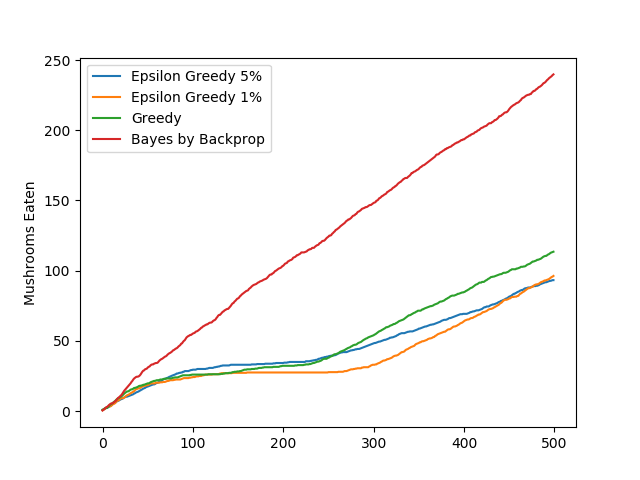 250
200
150
100
50
0
Mushrooms Eaten
Epsilon Greedy 5%
Epsilon Greedy 1%
Greedy
Bayes by Backprop
0 100 200 300 400 500